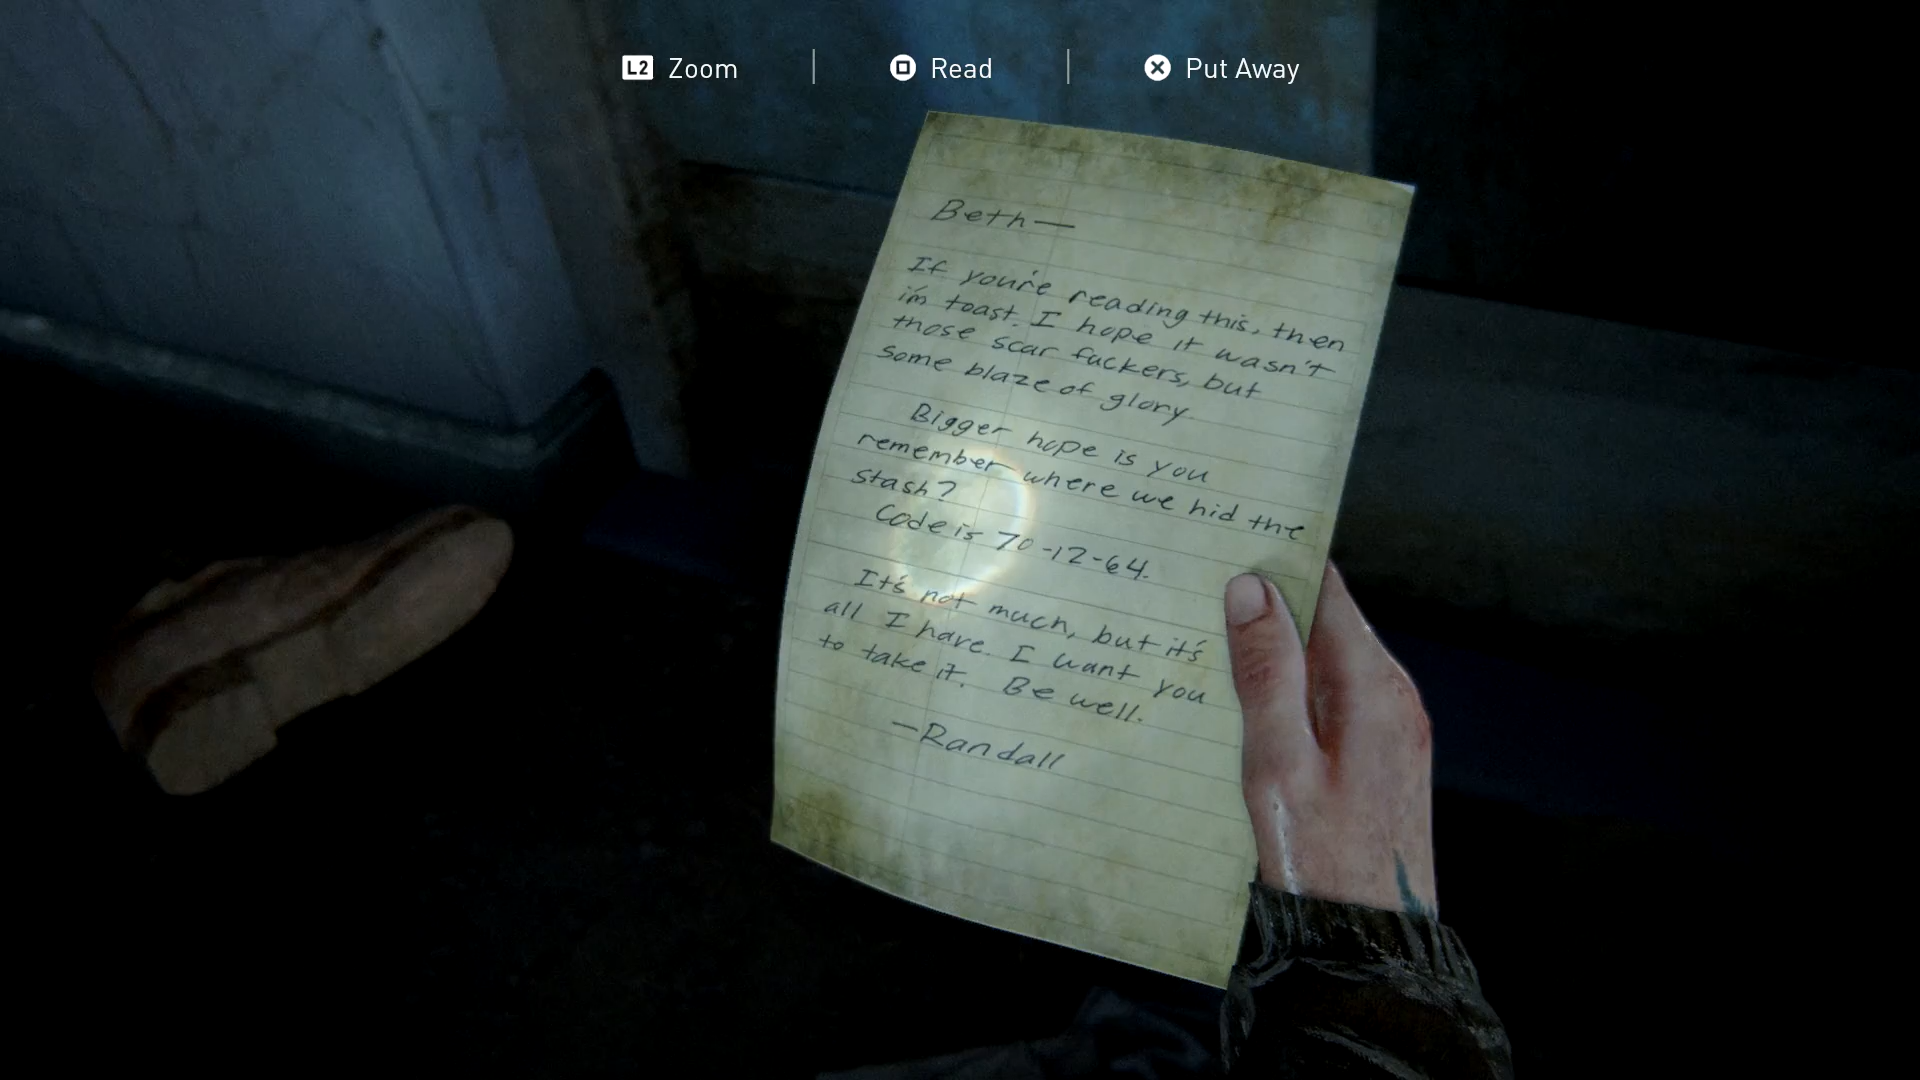 L2 Zoom | Read | Put Away
Beth—
If you're reading this, then
i'm toast. I hope it wasn't
those scar fuckers, but
some blaze of glory
Bigger hope is you
remember where we hid the
stash?
Code is 70-12-64.
It's not much, but it's
all I have. I want you
to take it. Be well.
—Randall